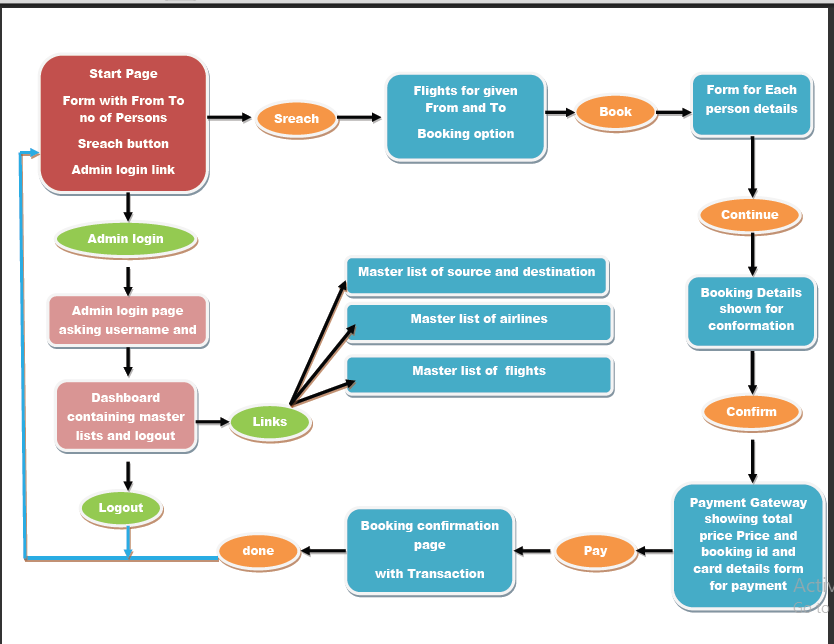 Start Page
Form with From To
no of Persons
Sreach button
Admin login link
Sreach
Flights for given
From and To
Booking option
Book
Form for Each
person details
Continue
Booking Details
shown for
conformation
Confirm
Payment Gateway
showing total
price Price and
booking id and
card details form
for payment
Pay
Booking confirmation
page
with Transaction
done
Admin login
Admin login page
asking username and
Dashboard
containing master
lists and logout
Links
Master list of source and destination
Master list of airlines
Master list of  flights
Logout
Activ
Go to